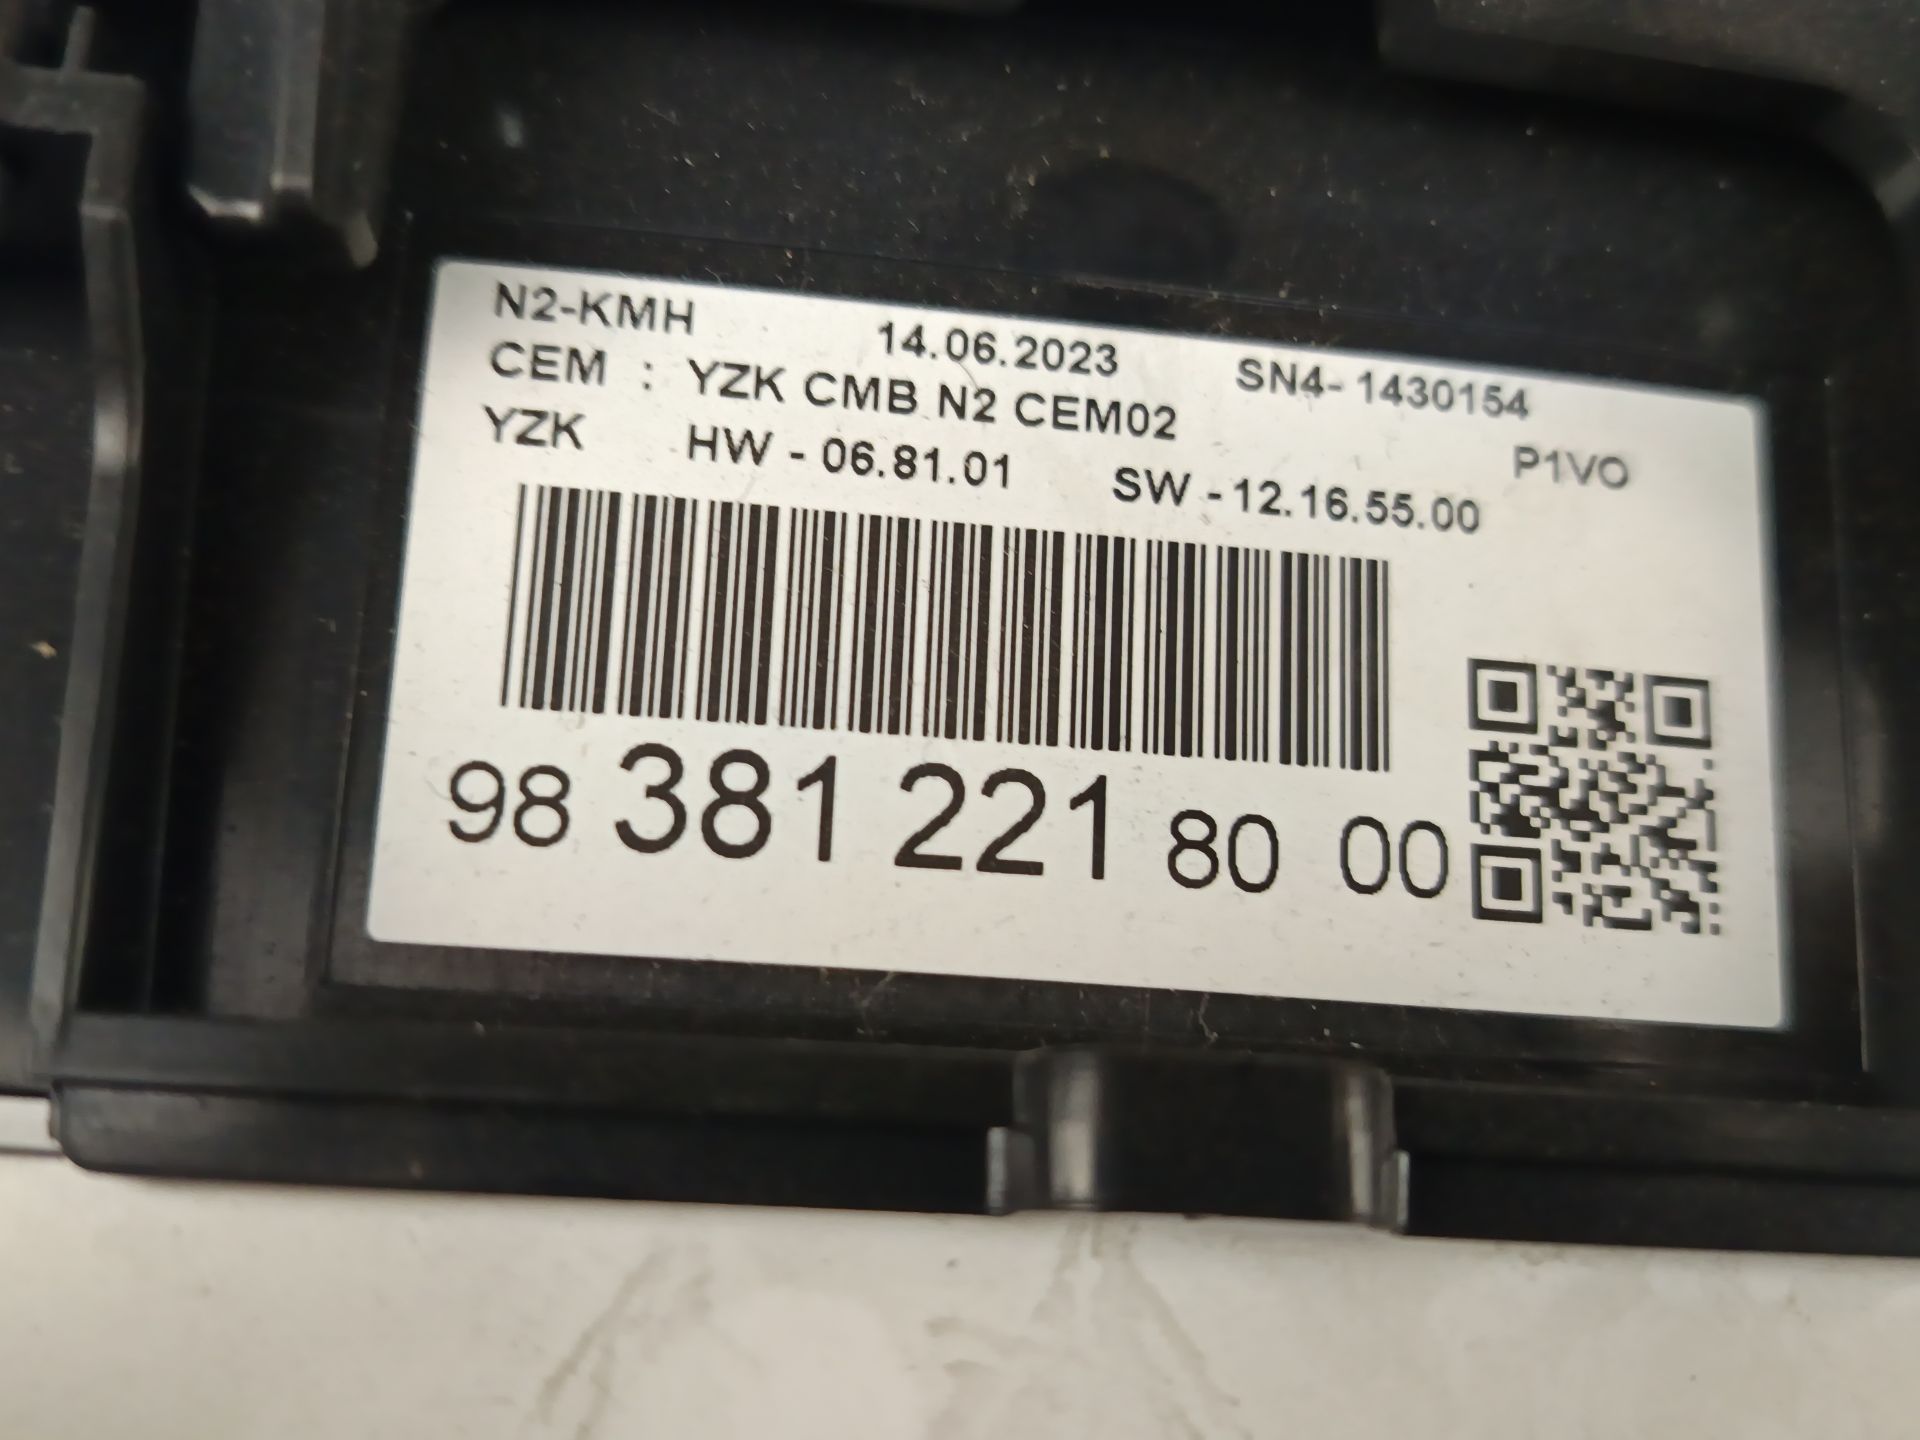 N2-KMH 14.06.2023 SN4- 1430154
CEM : YZK CMB N2 CEM02
YZK HW - 06.81.01 SW - 12.16.55.00 P1VO
98 381 221 80 00